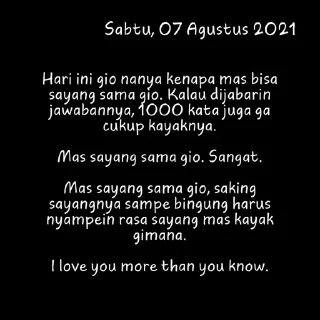 Sabtu, 07 Agustus 2021
Hari ini gio nanya kenapa mas bisa
sayang sama gio. Kalau dijabarin
jawabannya, 1000 kata juga ga
cukup kayaknya.
Mas sayang sama gio. Sangat.
Mas sayang sama gio, saking
sayangnya sampe bingung harus
nyampein rasa sayang mas kayak
gimana.
I love you more than you know.